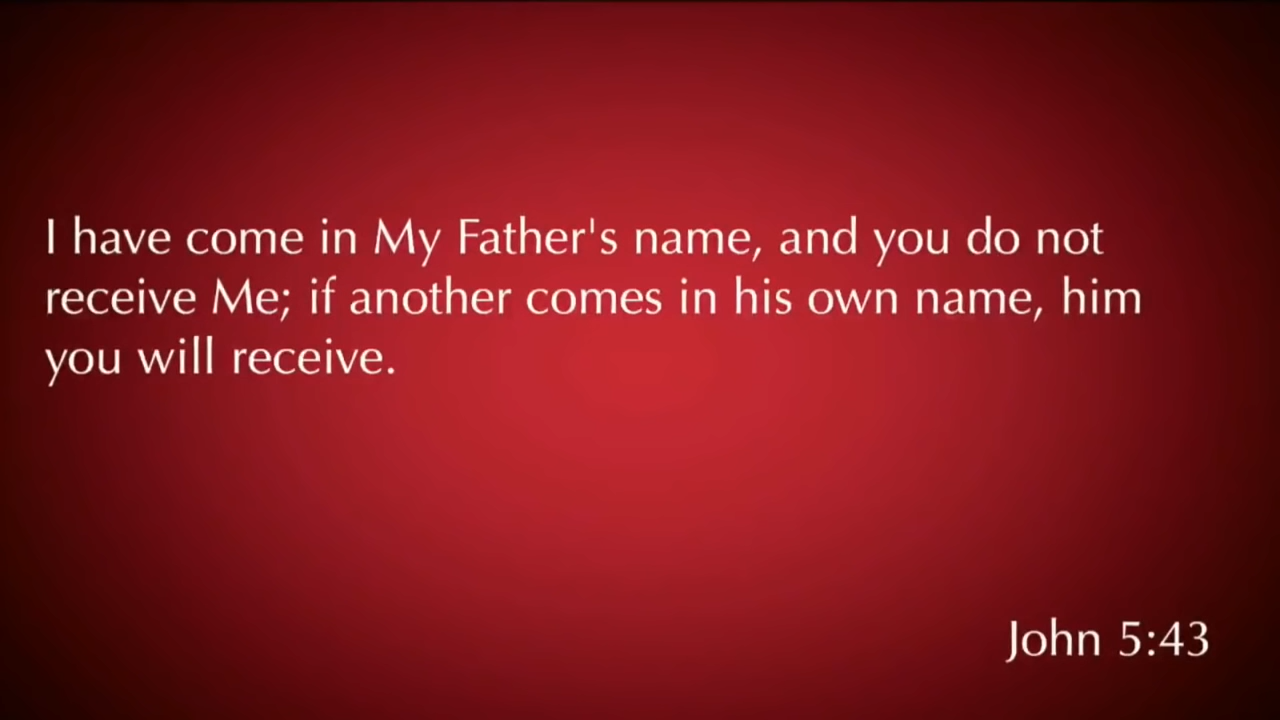 I have come in My Father's name, and you do not
receive Me; if another comes in his own name, him
you will receive.
John 5:43